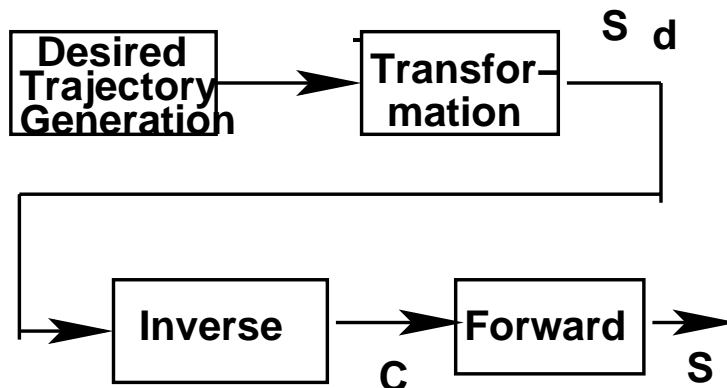 S d
Desired
Trajectory
Generation
Transfor-
mation
Inverse
Forward
C
S